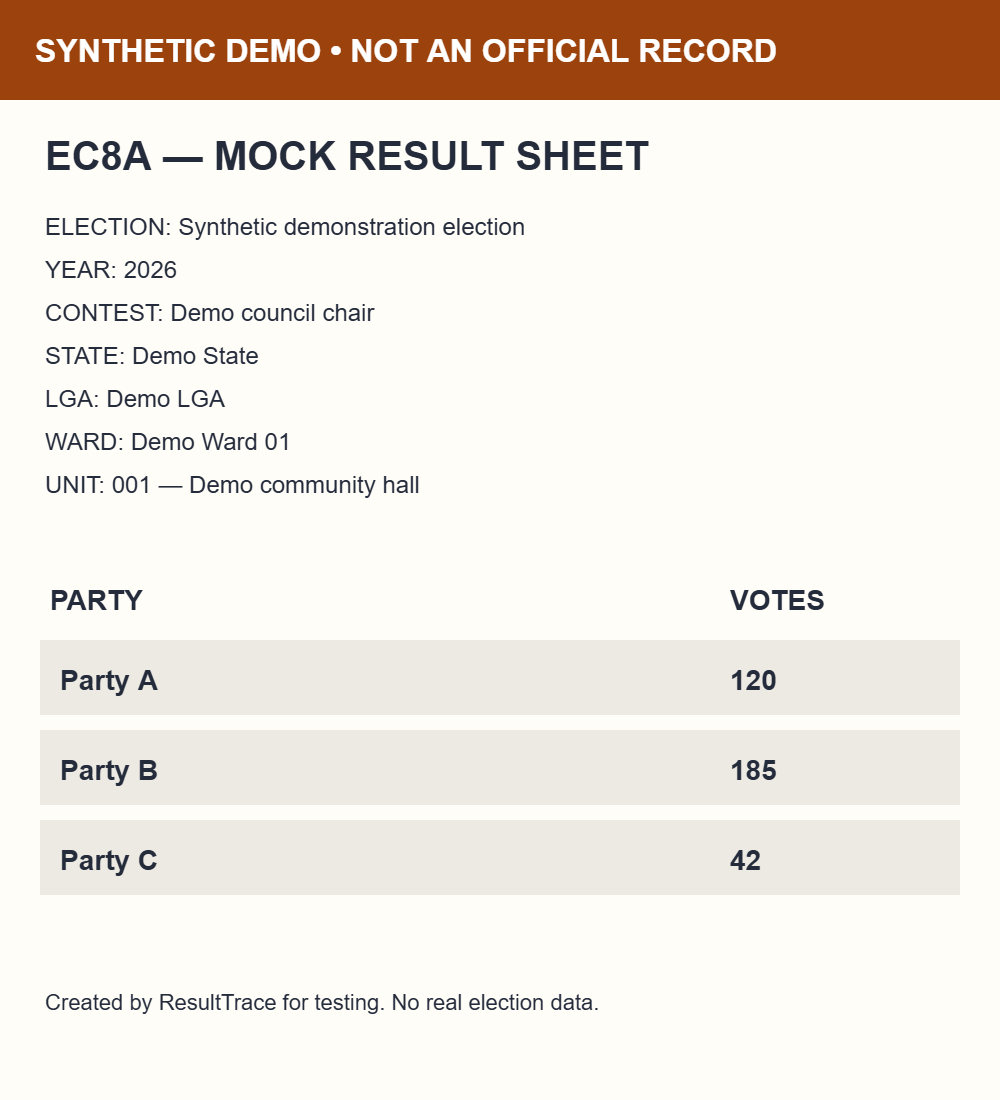 SYNTHETIC DEMO • NOT AN OFFICIAL RECORD
EC8A — MOCK RESULT SHEET
ELECTION: Synthetic demonstration election
YEAR: 2026
CONTEST: Demo council chair
STATE: Demo State
LGA: Demo LGA
WARD: Demo Ward 01
UNIT: 001 — Demo community hall
PARTY VOTES
Party A 120
Party B 185
Party C 42
Created by ResultTrace for testing. No real election data.